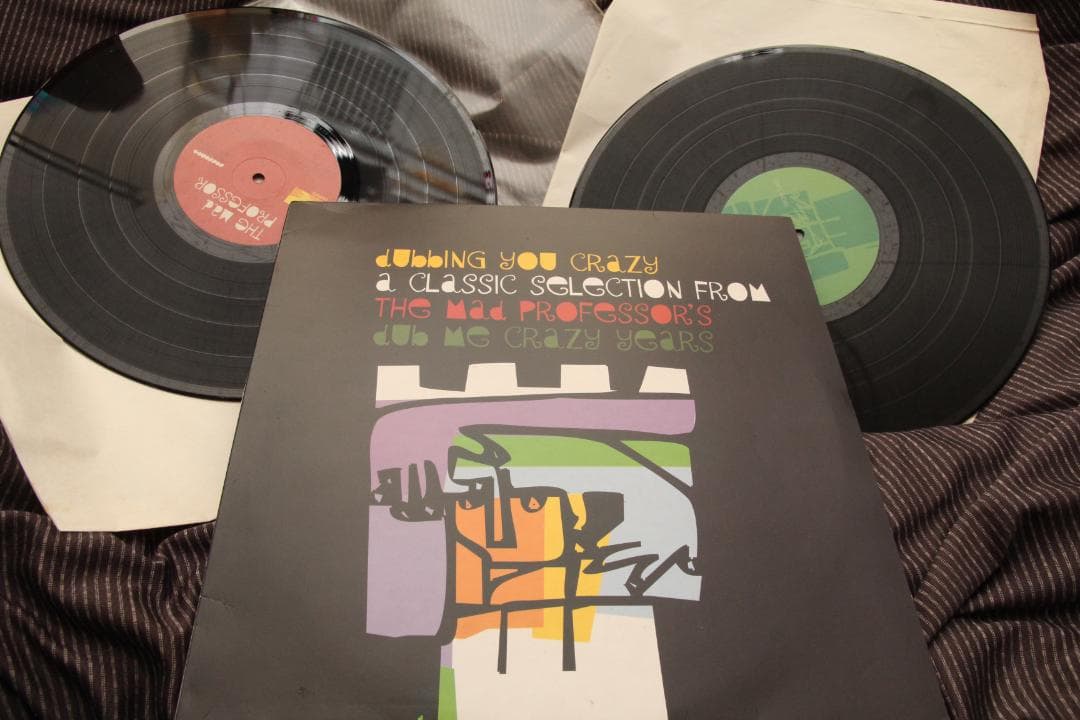 THE Mad
PROFESSOR
dUbbING YOU CRaZY
a CLaSSIC SeLeCTION FROM
THe Mad PROFeSSOR'S
dub Me CRaZY YeaRS